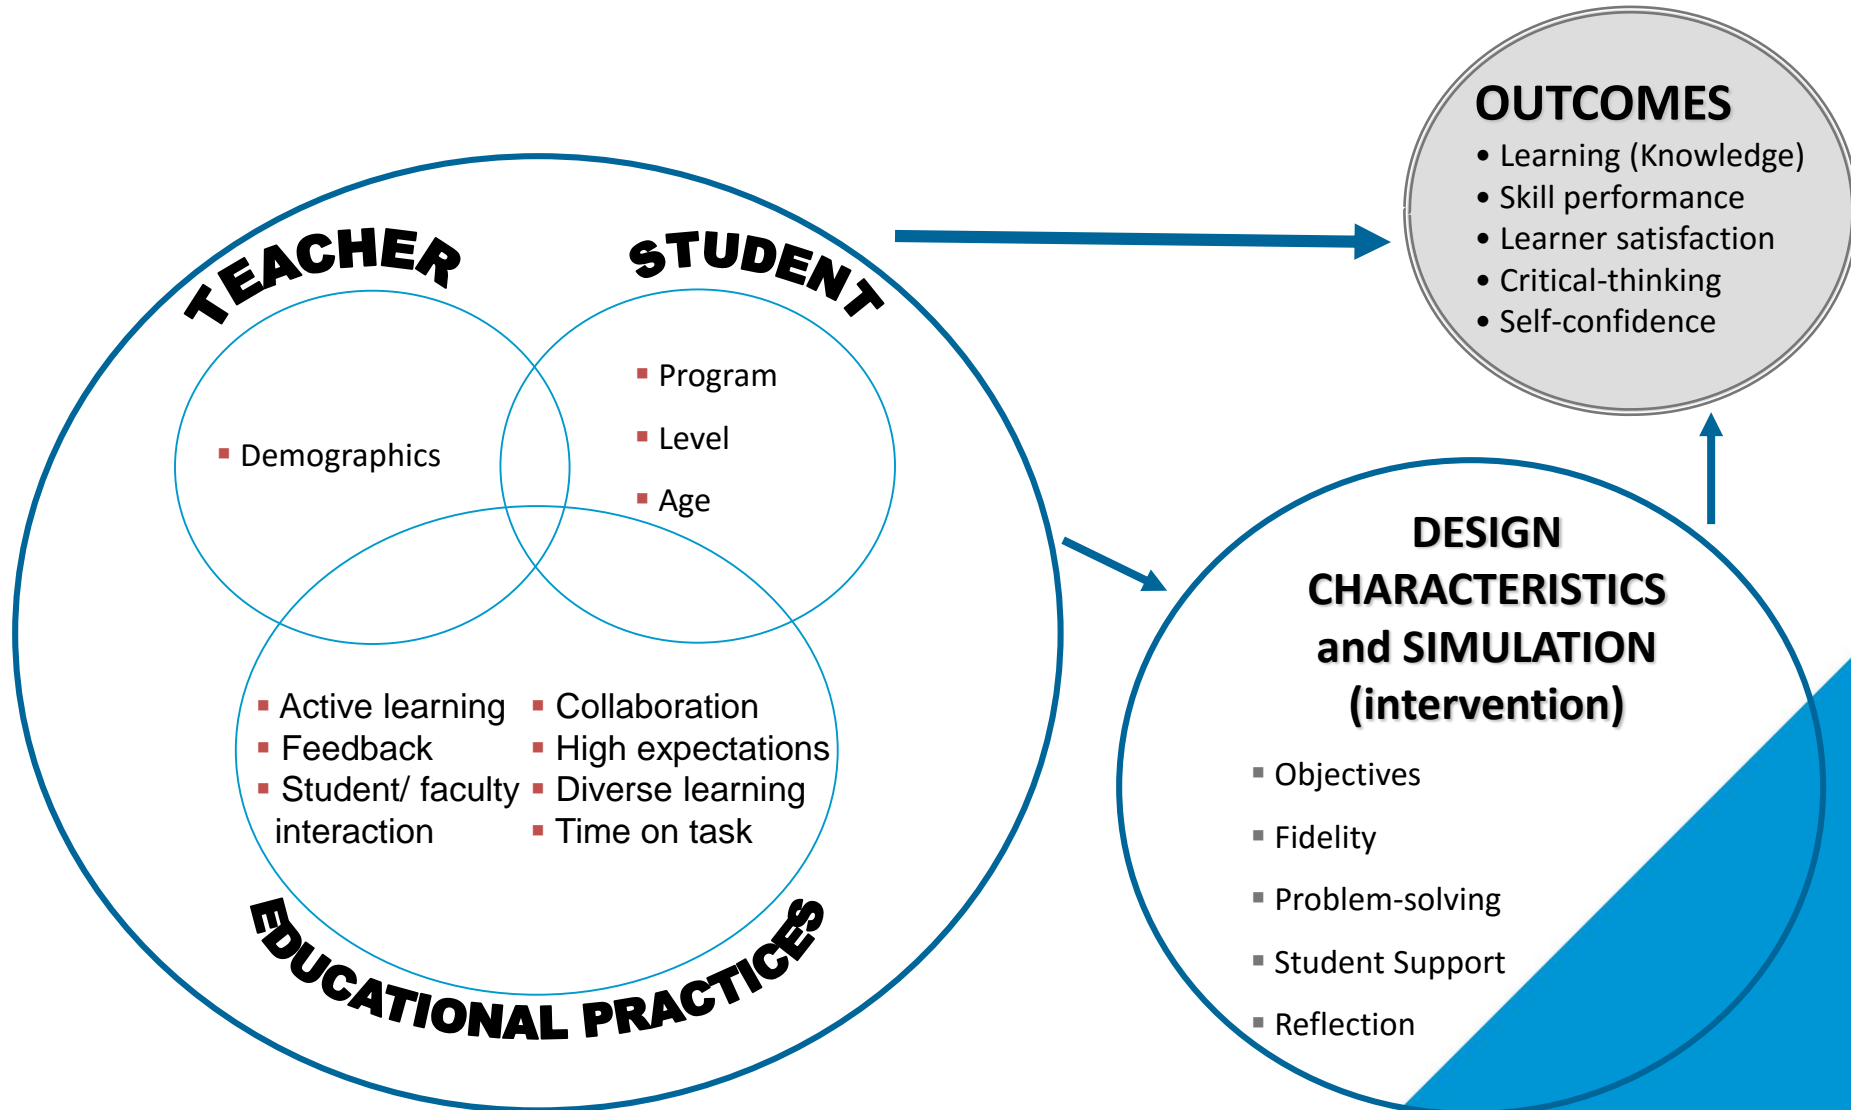 TEACHER
STUDENT
▪ Demographics
▪ Program
▪ Level
▪ Age
▪ Active learning
▪ Feedback
▪ Student/ faculty
interaction
▪ Collaboration
▪ High expectations
▪ Diverse learning
▪ Time on task
EDUCATIONAL PRACTICES
OUTCOMES
• Learning (Knowledge)
• Skill performance
• Learner satisfaction
• Critical-thinking
• Self-confidence
DESIGN
CHARACTERISTICS
and SIMULATION
(intervention)
▪ Objectives
▪ Fidelity
▪ Problem-solving
▪ Student Support
▪ Reflection